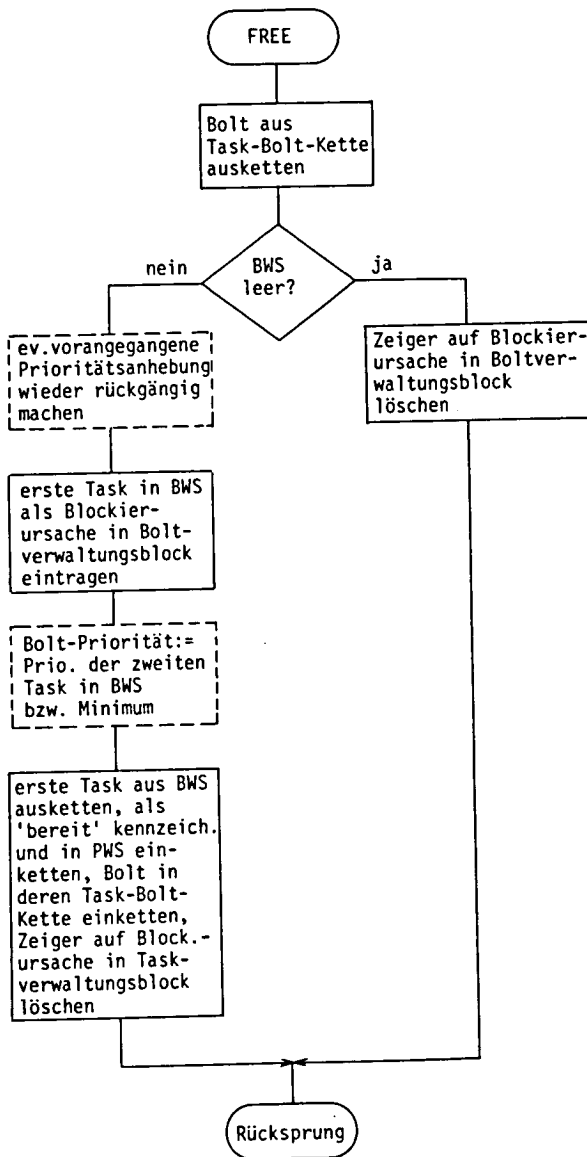 FREE
Bolt aus
Task-Bolt-Kette
ausketten
BWS
leer?
nein
ja
ev.vorangegangene
Prioritätsanhebung
wieder rückgängig
machen
Zeiger auf Blockier-
ursache in Boltver-
waltungsblock
löschen
erste Task in BWS
als Blockier-
ursache in Bolt-
verwaltungsblock
eintragen
Bolt-Priorität:=
Prio. der zweiten
Task in BWS
bzw. Minimum
erste Task aus BWS
ausketten, als
'bereit' kennzeich.
und in PWS ein-
ketten, Bolt in
deren Task-Bolt-
Kette einketten,
Zeiger auf Block.-
ursache in Task-
verwaltungsblock
löschen
Rücksprung